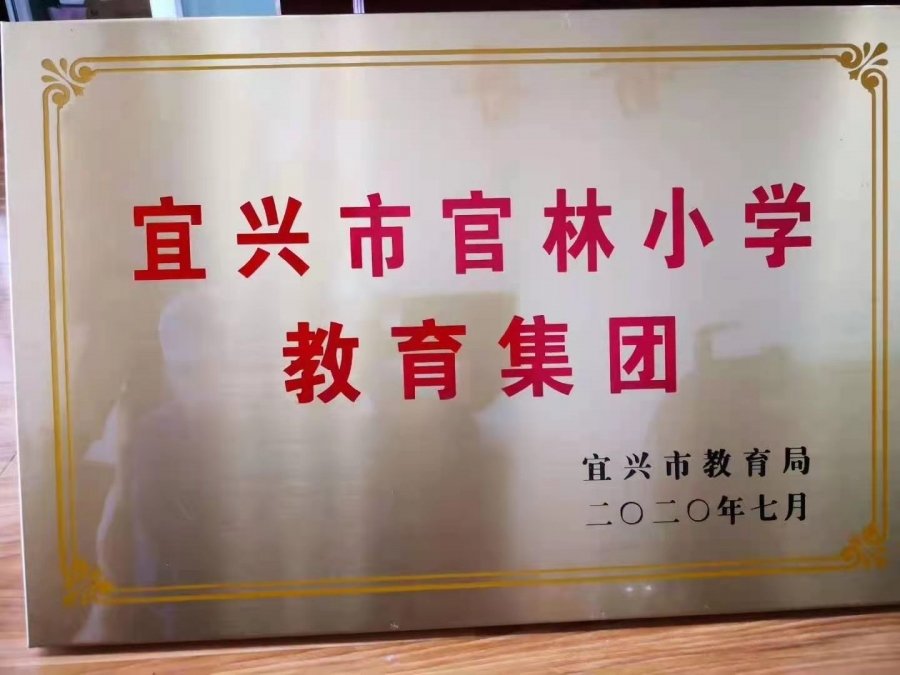 宜兴市官林小学
教育集团
宜兴市教育局
二〇二〇年七月